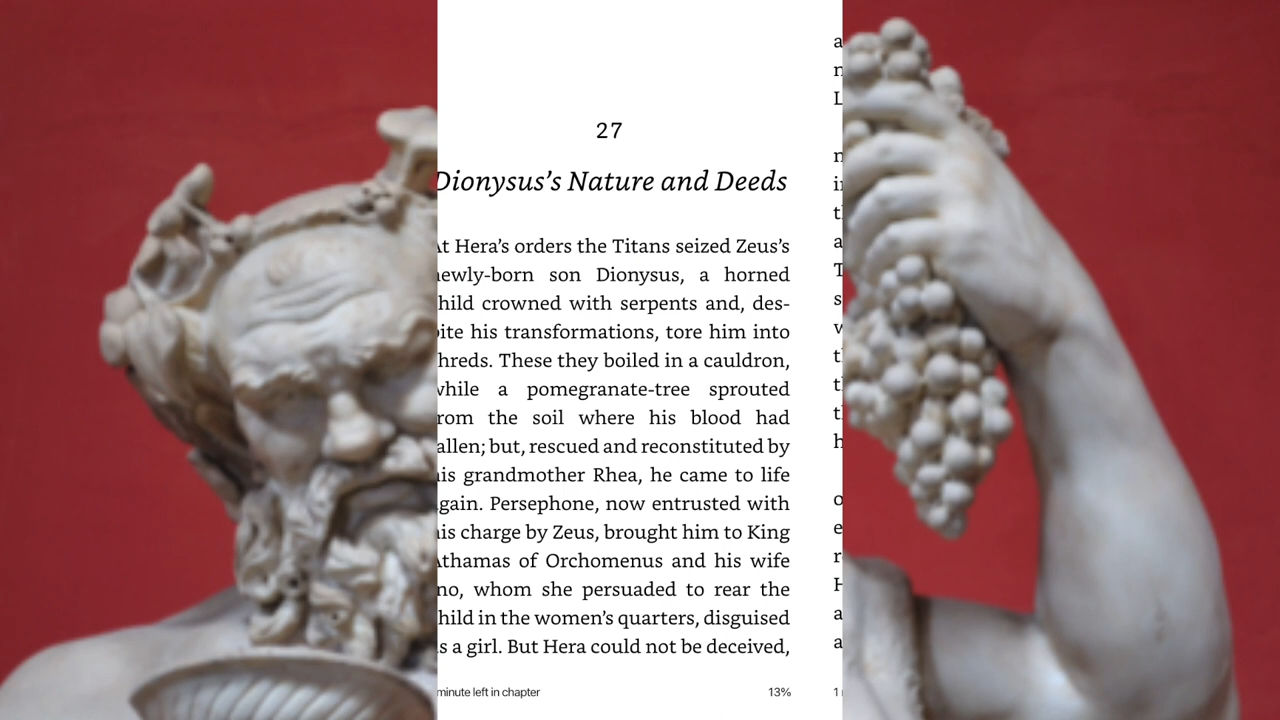 27
Dionysus’s Nature and Deeds
At Hera’s orders the Titans seized Zeus’s
newly-born son Dionysus, a horned
hild crowned with serpents and, des-
pite his transformations, tore him into
hreds. These they boiled in a cauldron,
while a pomegranate-tree sprouted
rom the soil where his blood had
allen; but, rescued and reconstituted by
his grandmother Rhea, he came to life
again. Persephone, now entrusted with
his charge by Zeus, brought him to King
Athamas of Orchomenus and his wife
no, whom she persuaded to rear the
hild in the women’s quarters, disguised
s a girl. But Hera could not be deceived,
minute left in chapter 13%